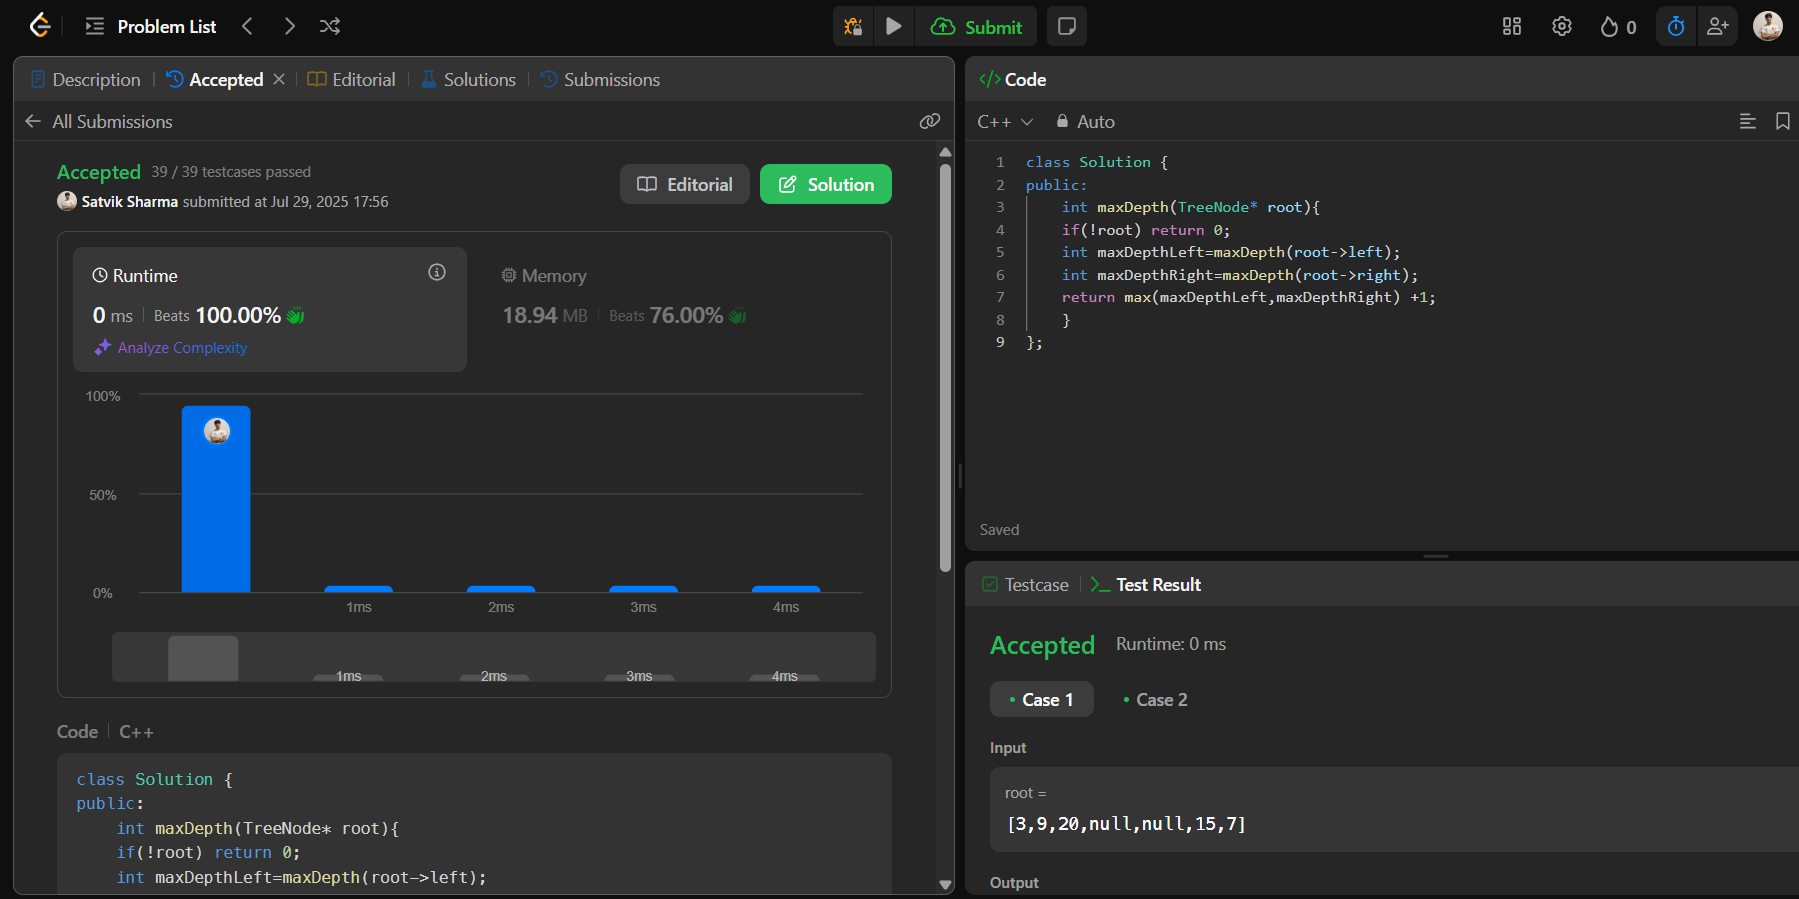 Problem List
Submit
0
Description
Accepted
Editorial
Solutions
Submissions
All Submissions
Accepted 39 / 39 testcases passed
Satvik Sharma submitted at Jul 29, 2025 17:56
Editorial
Solution
Runtime
0 ms Beats 100.00%
Analyze Complexity
Memory
18.94 MB Beats 76.00%
100%
50%
0%
1ms 2ms 3ms 4ms
1ms 2ms 3ms 4ms
Code C++
class Solution {
public:
    int maxDepth(TreeNode* root){
    if(!root) return 0;
    int maxDepthLeft=maxDepth(root->left);
</> Code
C++ Auto
1 class Solution {
2 public:
3     int maxDepth(TreeNode* root){
4     if(!root) return 0;
5     int maxDepthLeft=maxDepth(root->left);
6     int maxDepthRight=maxDepth(root->right);
7     return max(maxDepthLeft,maxDepthRight) +1;
8     }
9 };
Saved
Testcase
Test Result
Accepted Runtime: 0 ms
Case 1 Case 2
Input
root =
[3,9,20,null,null,15,7]
Output